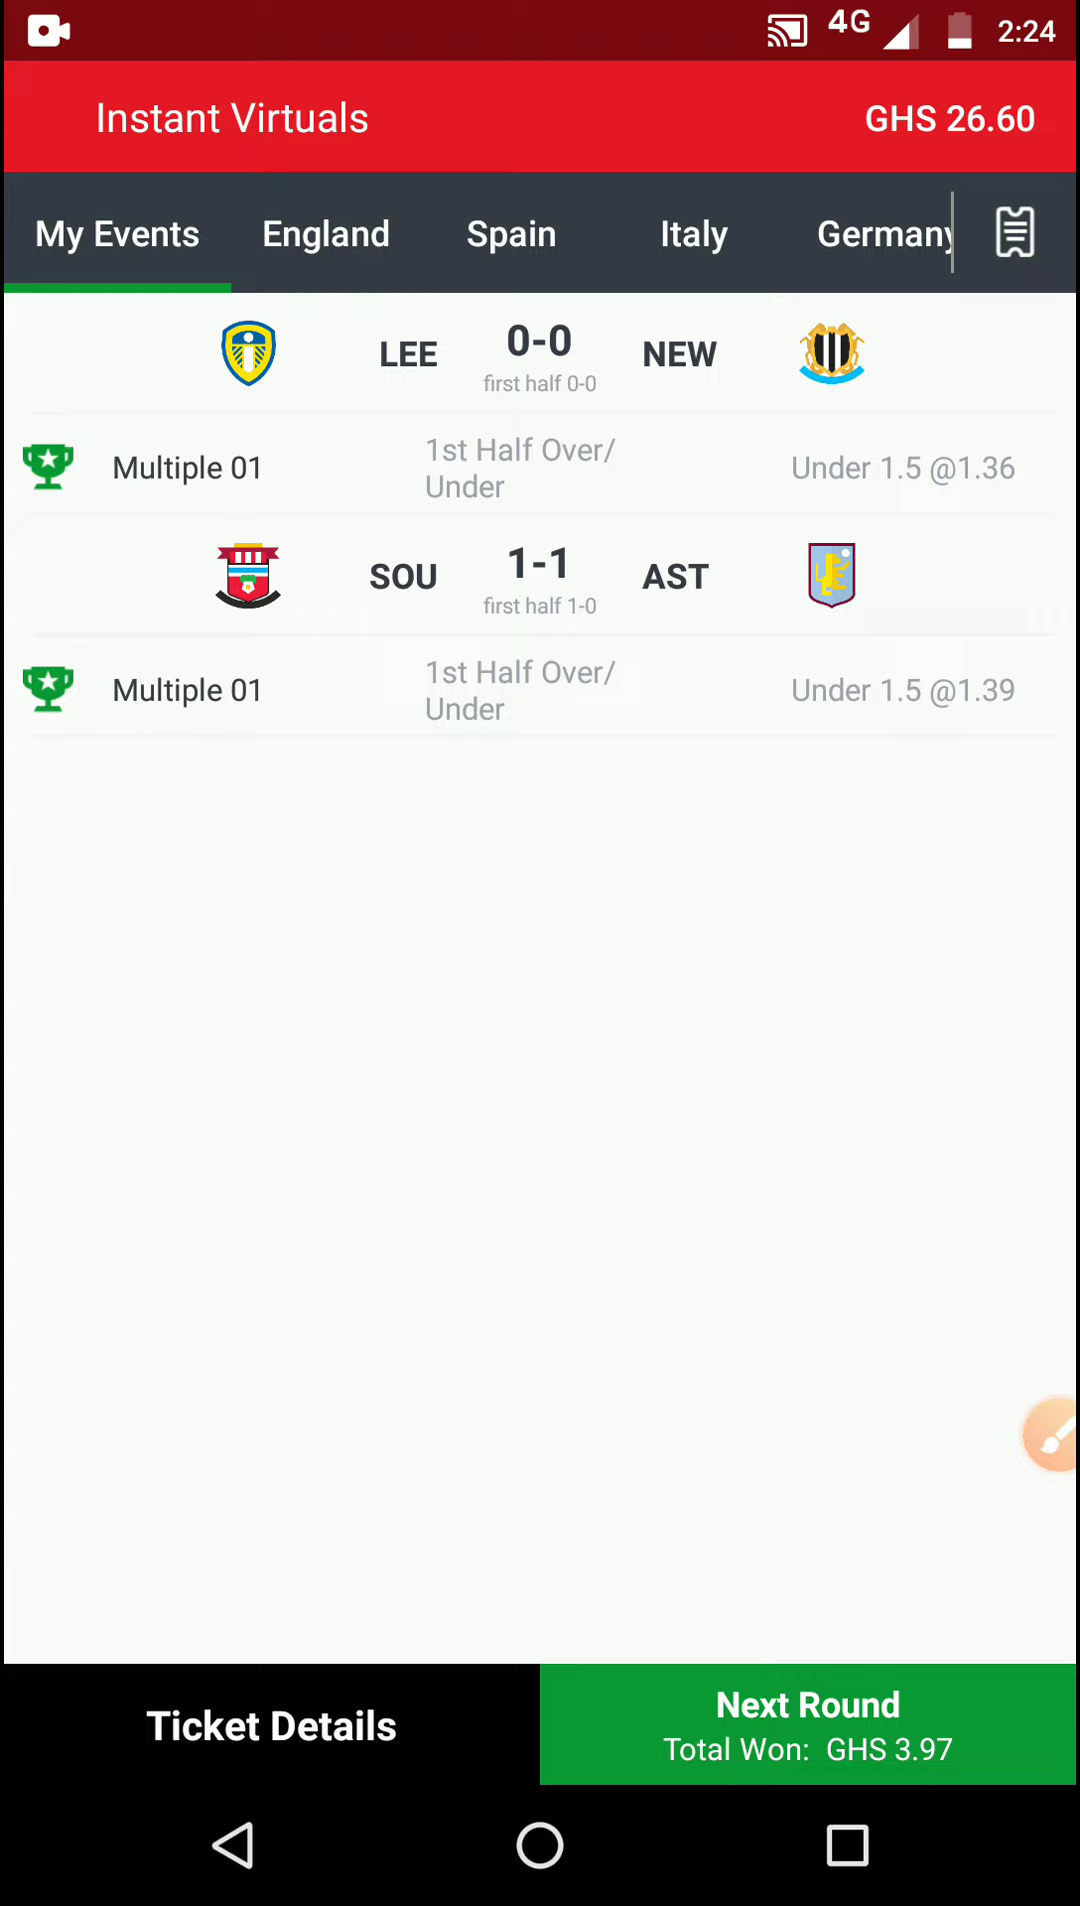 4G 2:24
Instant Virtuals GHS 26.60
My Events England Spain Italy Germany
LEE 0-0 NEW
first half 0-0
Multiple 01 1st Half Over/ Under 1.5 @1.36
Under
SOU 1-1 AST
first half 1-0
Multiple 01 1st Half Over/ Under 1.5 @1.39
Under
Ticket Details Next Round
Total Won: GHS 3.97